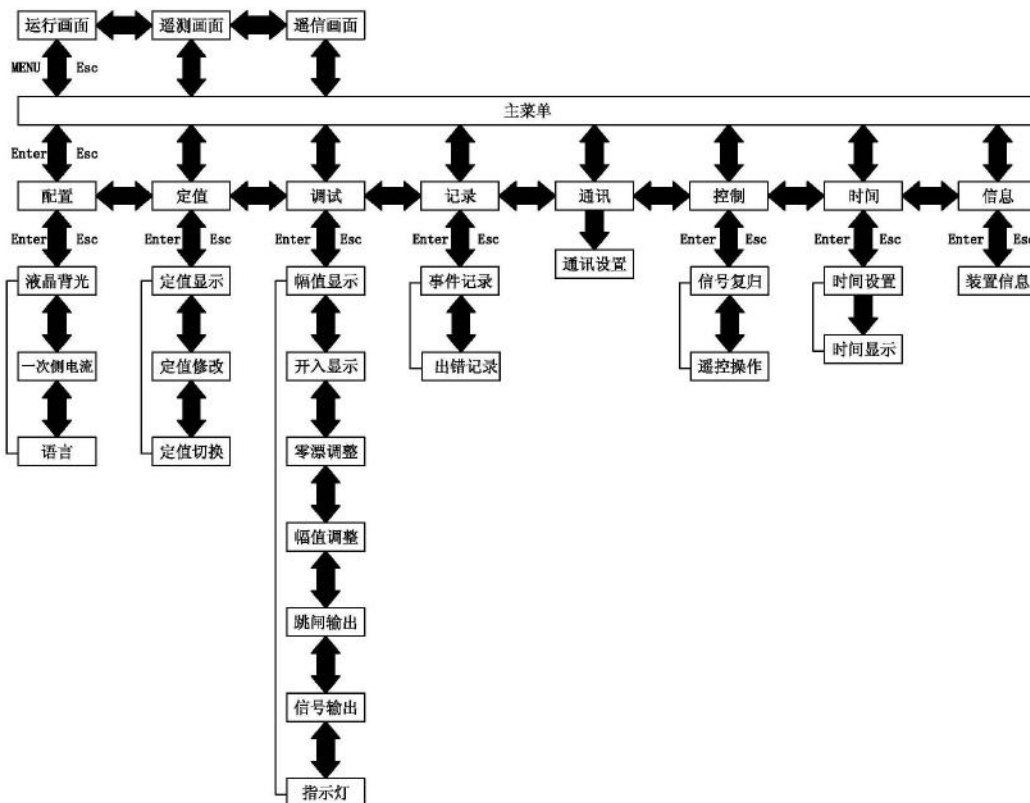 运行画面
遥测画面
遥信画面
MENU
Esc
主菜单
Enter
Esc
配置
定值
调试
记录
通讯
控制
时间
信息
Enter
Esc
Enter
Esc
Enter
Esc
Enter
Esc
Enter
Esc
Enter
Esc
Enter
Esc
液晶背光
定值显示
幅值显示
事件记录
通讯设置
信号复归
时间设置
装置信息
一次侧电流
定值修改
开入显示
出错记录
遥控操作
时间显示
语言
定值切换
零漂调整
幅值调整
跳闸输出
信号输出
指示灯